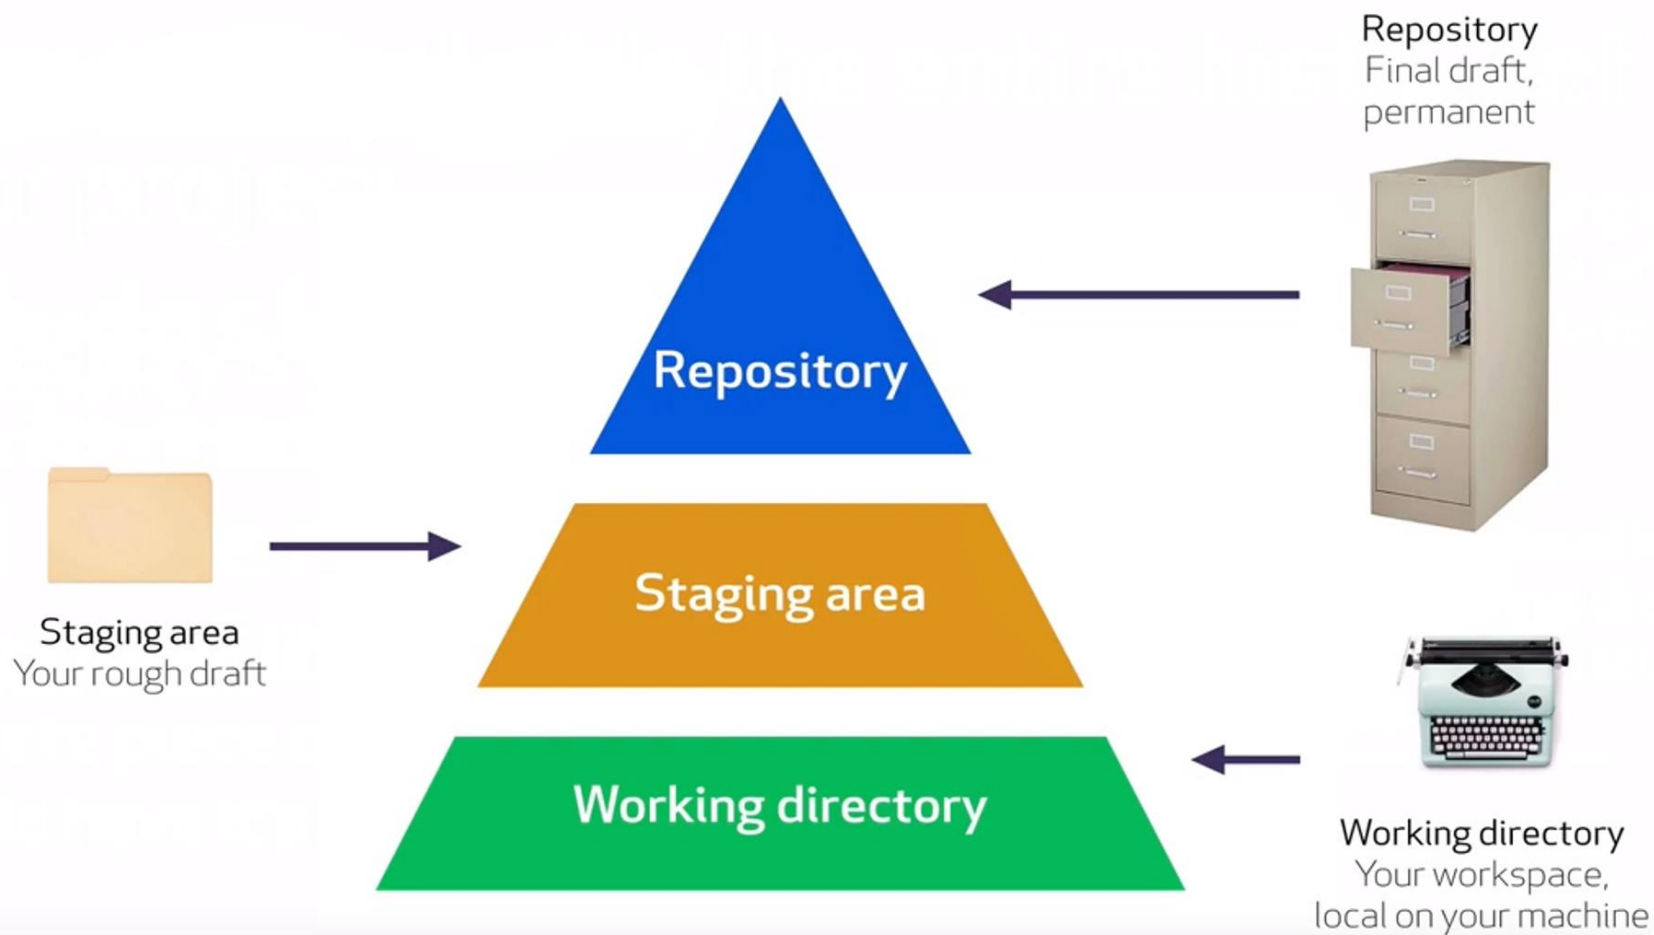 Repository
Final draft,
permanent
Repository
Staging area
Staging area
Your rough draft
Working directory
Working directory
Your workspace,
local on your machine